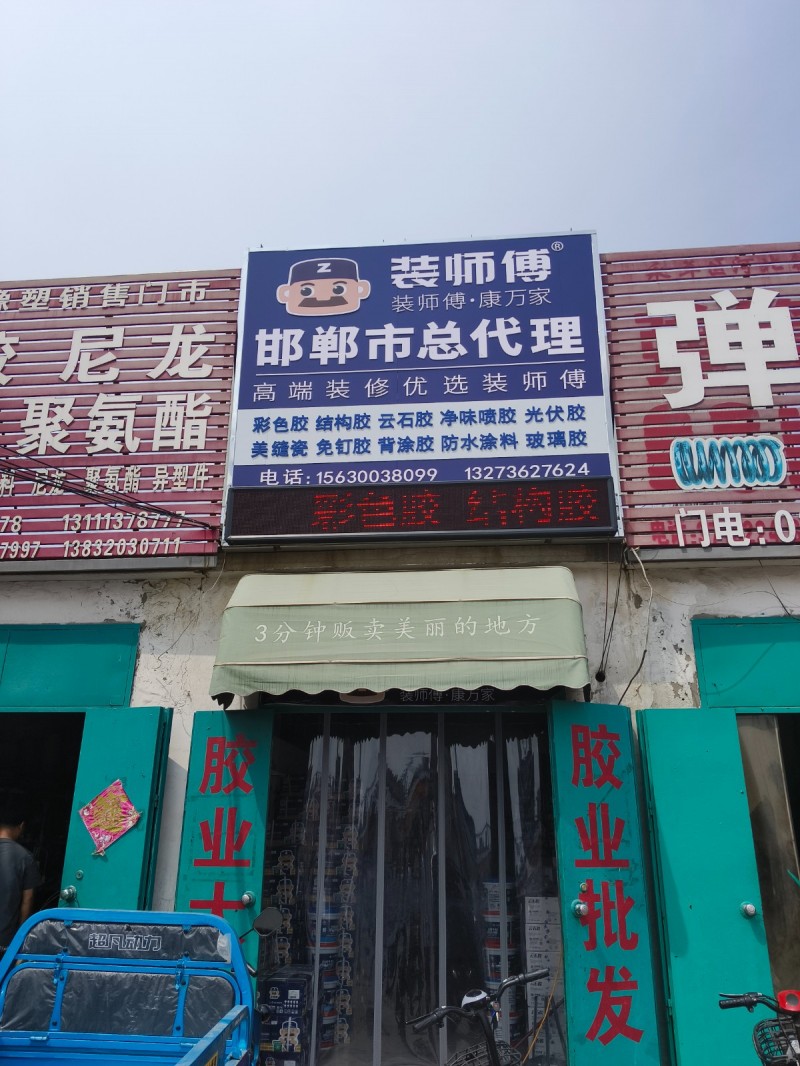 橡塑销售门市
胶 尼龙
聚氨酯
料 尼龙 聚氨酯 异型件
78 13111378777
7997 13832030711
Z
装师傅®
装师傅·康万家
邯郸市总代理
高端装修优选装师傅
彩色胶 结构胶 云石胶 净味喷胶 光伏胶
美缝瓷 免钉胶 背涂胶 防水涂料 玻璃胶
电话:15630038099 13273627624
彩色胶 结构胶
弹
门电:0
3分钟贩卖美丽的地方
装师傅·康万家
胶业
胶业批发
超凡动力